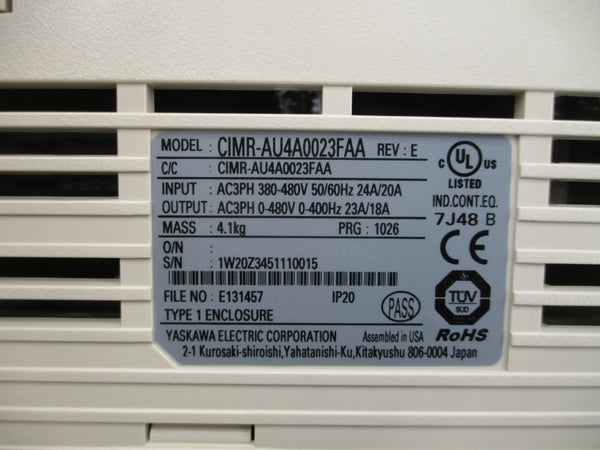 MODEL : CIMR-AU4A0023FAA REV : E
C/C : CIMR-AU4A0023FAA
INPUT : AC3PH 380-480V 50/60Hz 24A/20A
OUTPUT : AC3PH 0-480V 0-400Hz 23A/18A
MASS : 4.1kg PRG : 1026
O/N :
S/N : 1W20Z3451110015
FILE NO : E131457 IP20
TYPE 1 ENCLOSURE
PASS
YASKAWA ELECTRIC CORPORATION Assembled in USA
2-1 Kurosaki-shiroishi,Yahatanishi-Ku,Kitakyushu 806-0004 Japan
C UL US
LISTED
IND.CONT.EQ.
7J48 B
CE
TÜV
SÜD
RoHS